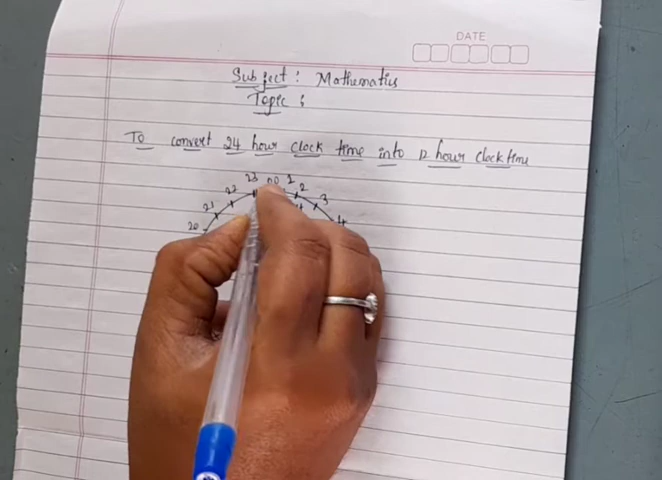 DATE
Subject : Mathematics
Topic :
To convert 24 hour clock time into 12 hour clock time
23 00 1
22 2
21 3
20 4